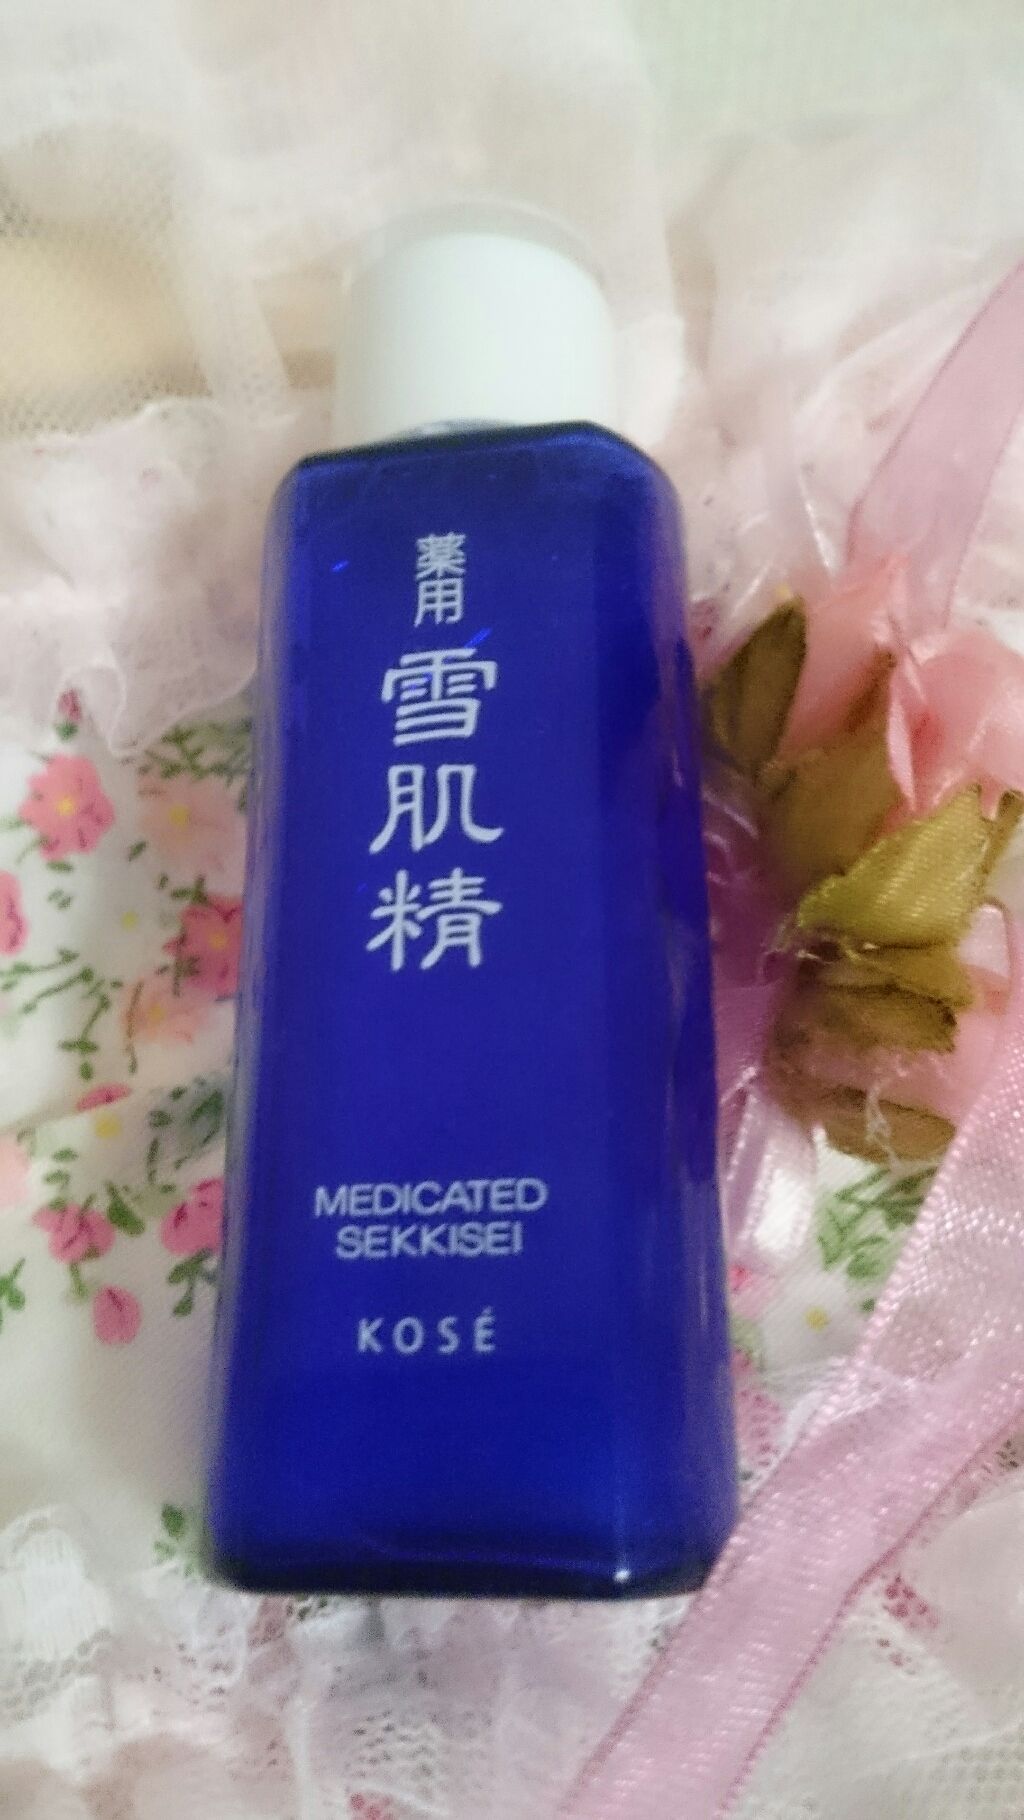 薬用
雪肌精
MEDICATED
SEKKISEI
KOSÉ